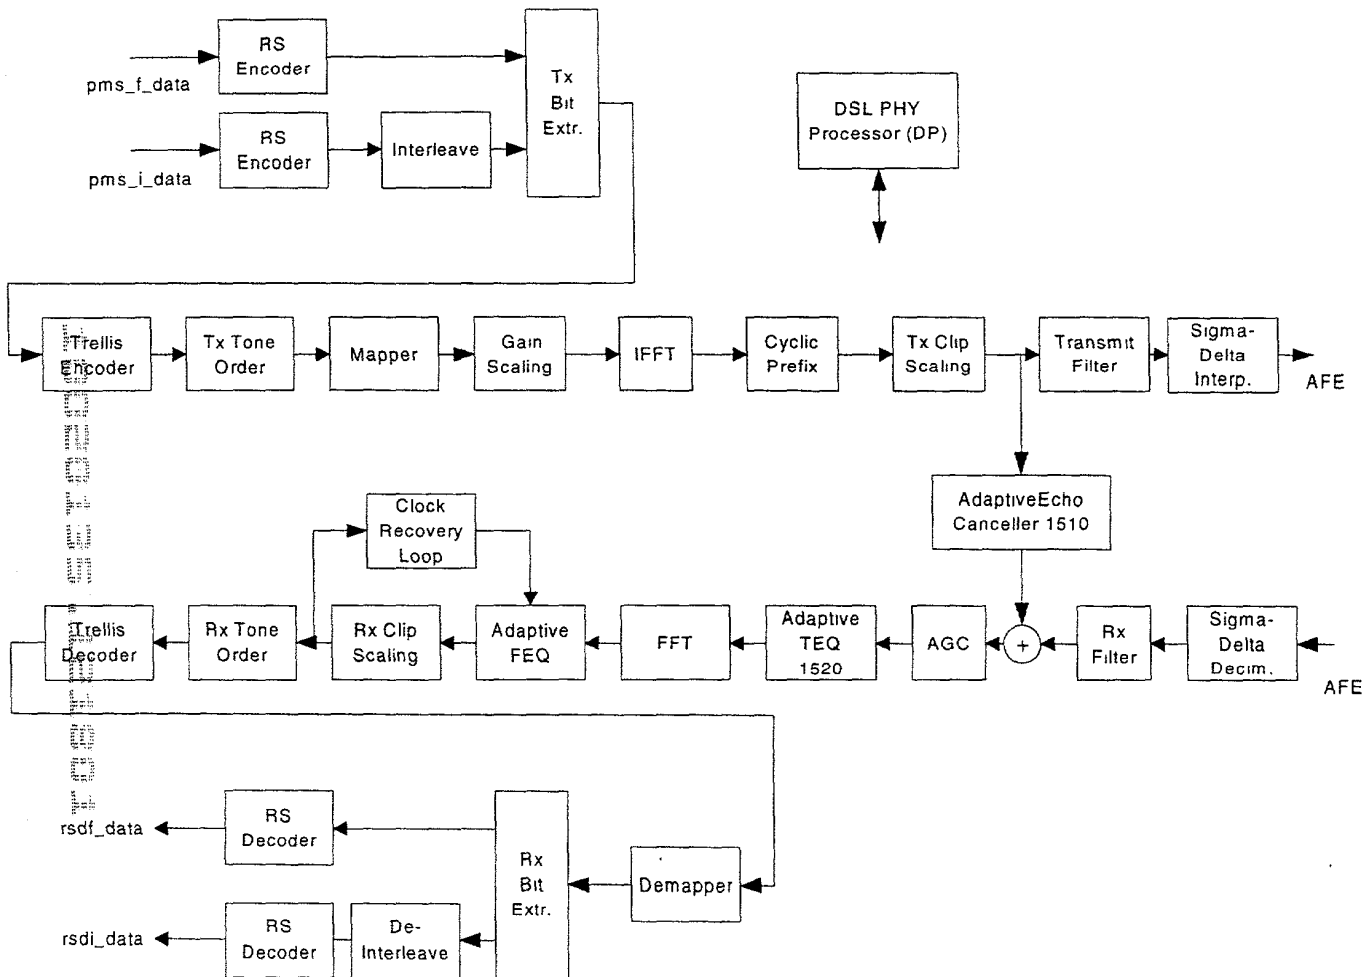 RS
Encoder
pms_f_data
RS
Encoder
pms_i_data
Interleave
Tx
Bit
Extr.
DSL PHY
Processor (DP)
Trellis
Encoder
Tx Tone
Order
Mapper
Gain
Scaling
IFFT
Cyclic
Prefix
Tx Clip
Scaling
Transmit
Filter
Sigma-
Delta
Interp.
AFE
AdaptiveEcho
Canceller 1510
Clock
Recovery
Loop
Trellis
Decoder
Rx Tone
Order
Rx Clip
Scaling
Adaptive
FEQ
FFT
Adaptive
TEQ
1520
AGC
+
Rx
Filter
Sigma-
Delta
Decim.
AFE
rsdf_data
RS
Decoder
Rx
Bit
Extr.
Demapper
rsdi_data
RS
Decoder
De-
Interleave